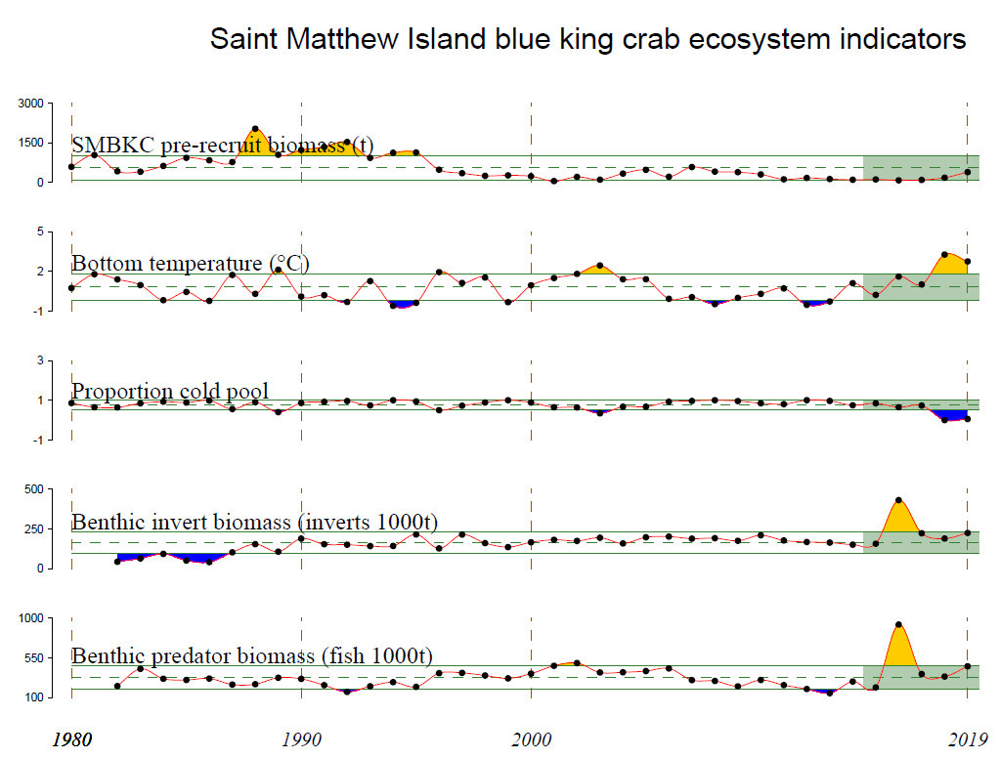 Saint Matthew Island blue king crab ecosystem indicators
3000
SMBKC pre-recruit biomass (t)
1500
0
5
Bottom temperature (°C)
2
-1
3
Proportion cold pool
1
-1
500
Benthic invert biomass (inverts 1000t)
250
0
1000
Benthic predator biomass (fish 1000t)
550
100
1980 1990 2000 2019